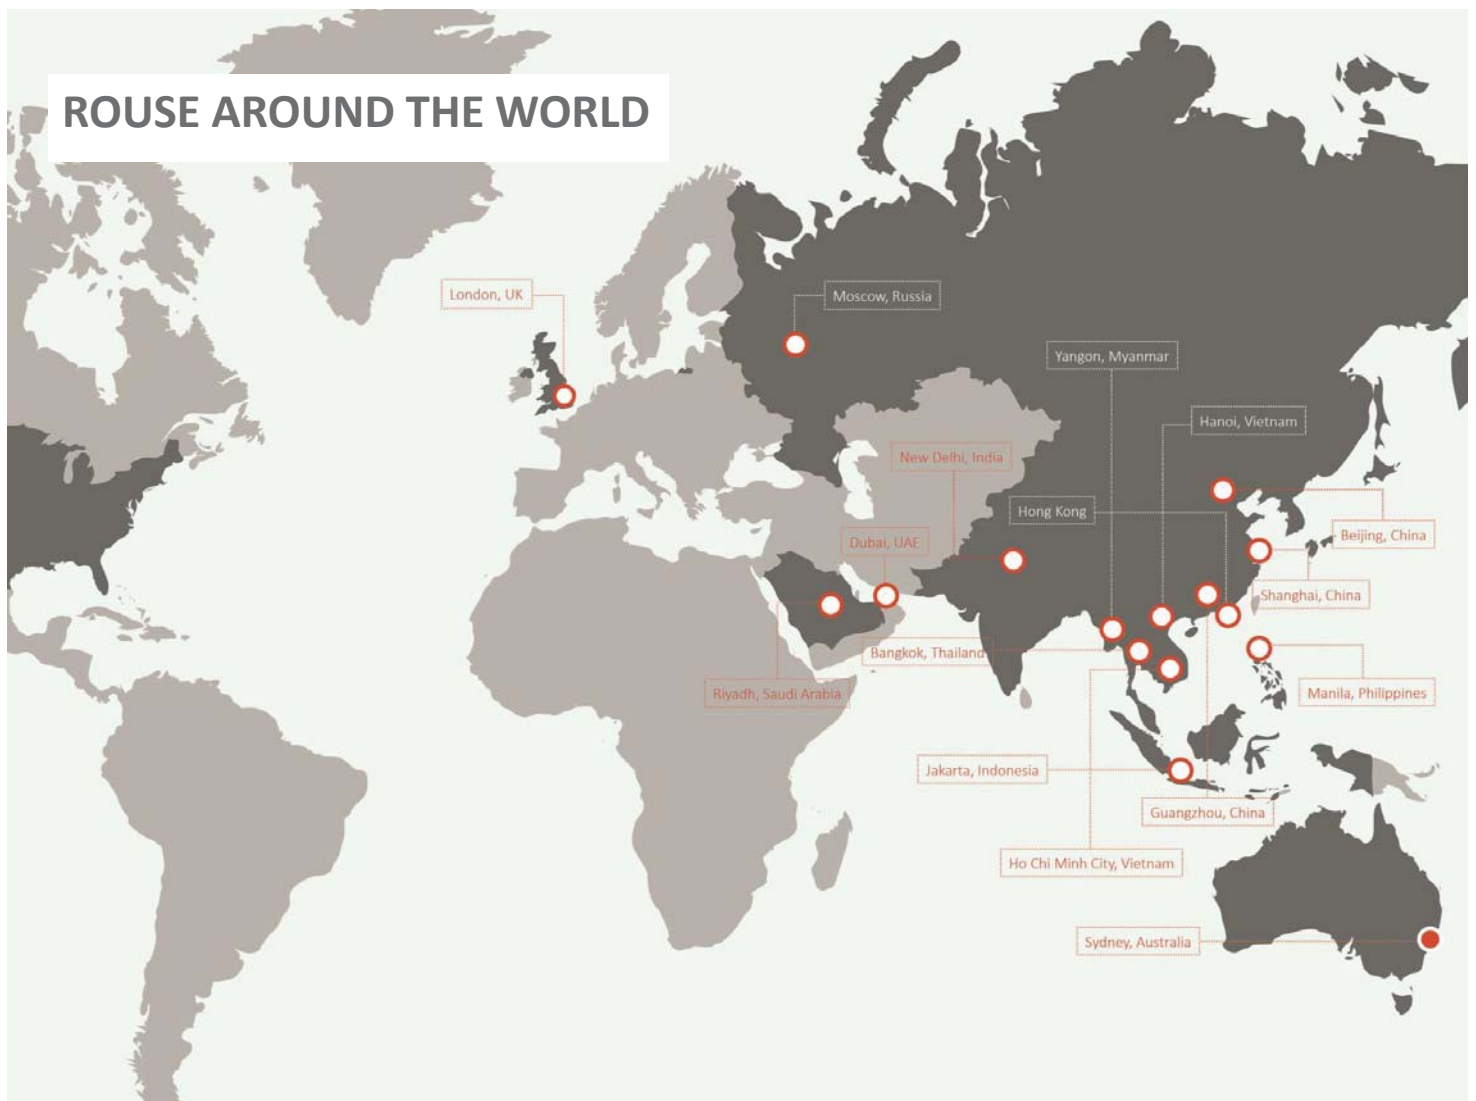 ROUSE AROUND THE WORLD
London, UK
Moscow, Russia
Yangon, Myanmar
Hanoi, Vietnam
New Delhi, India
Hong Kong
Beijing, China
Dubai, UAE
Shanghai, China
Bangkok, Thailand
Riyadh, Saudi Arabia
Manila, Philippines
Jakarta, Indonesia
Guangzhou, China
Ho Chi Minh City, Vietnam
Sydney, Australia